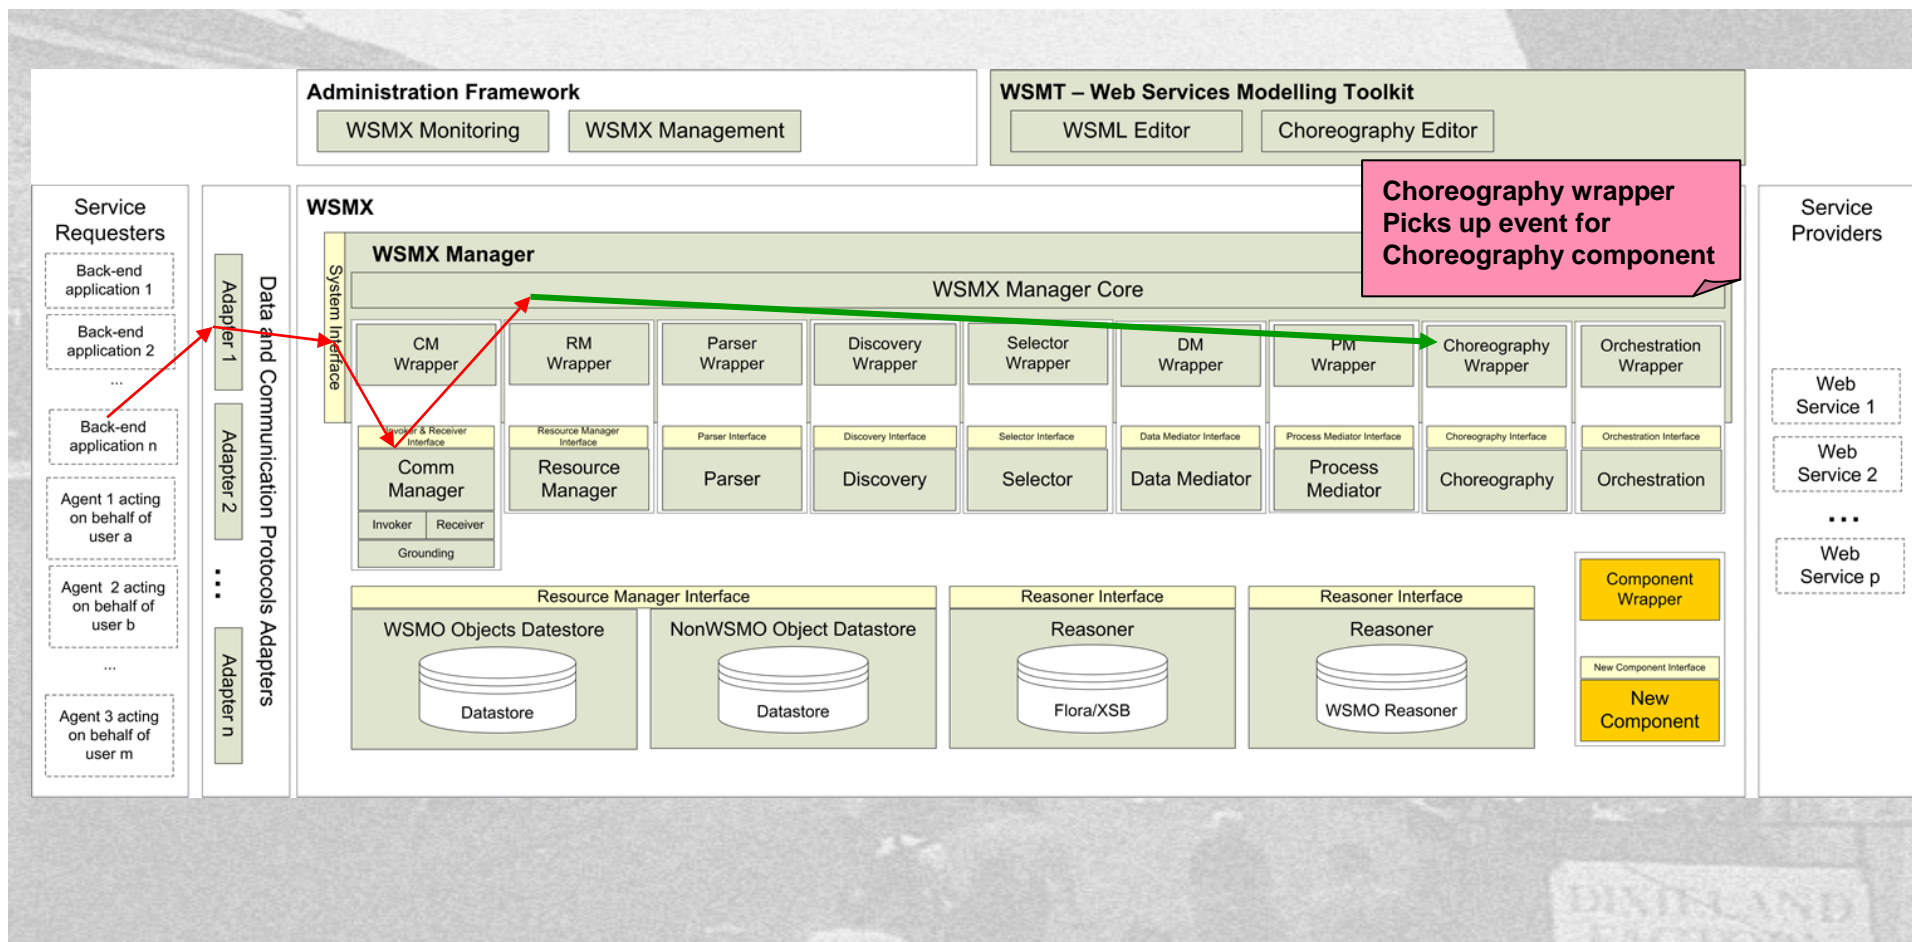 Administration Framework
WSMX Monitoring
WSMX Management
WSMT – Web Services Modelling Toolkit
WSML Editor
Choreography Editor
Choreography wrapper
Picks up event for
Choreography component
Service
Requesters
Back-end
application 1
Back-end
application 2
...
Back-end
application n
Agent 1 acting
on behalf of
user a
Agent 2 acting
on behalf of
user b
...
Agent 3 acting
on behalf of
user m
Adapter 1
Adapter 2
...
Adapter n
Data and Communication Protocols Adapters
WSMX
System Interface
WSMX Manager
WSMX Manager Core
CM
Wrapper
RM
Wrapper
Parser
Wrapper
Discovery
Wrapper
Selector
Wrapper
DM
Wrapper
PM
Wrapper
Choreography
Wrapper
Orchestration
Wrapper
Invoker & Receiver
Interface
Resource Manager
Interface
Parser Interface
Discovery Interface
Selector Interface
Data Mediator Interface
Process Mediator Interface
Choreography Interface
Orchestration Interface
Comm
Manager
Resource
Manager
Parser
Discovery
Selector
Data Mediator
Process
Mediator
Choreography
Orchestration
Invoker
Receiver
Grounding
Resource Manager Interface
WSMO Objects Datestore
Datastore
NonWSMO Object Datastore
Datastore
Reasoner Interface
Reasoner
Flora/XSB
Reasoner Interface
Reasoner
WSMO Reasoner
Component
Wrapper
New Component Interface
New
Component
Service
Providers
Web
Service 1
Web
Service 2
...
Web
Service p
DIXIELAND